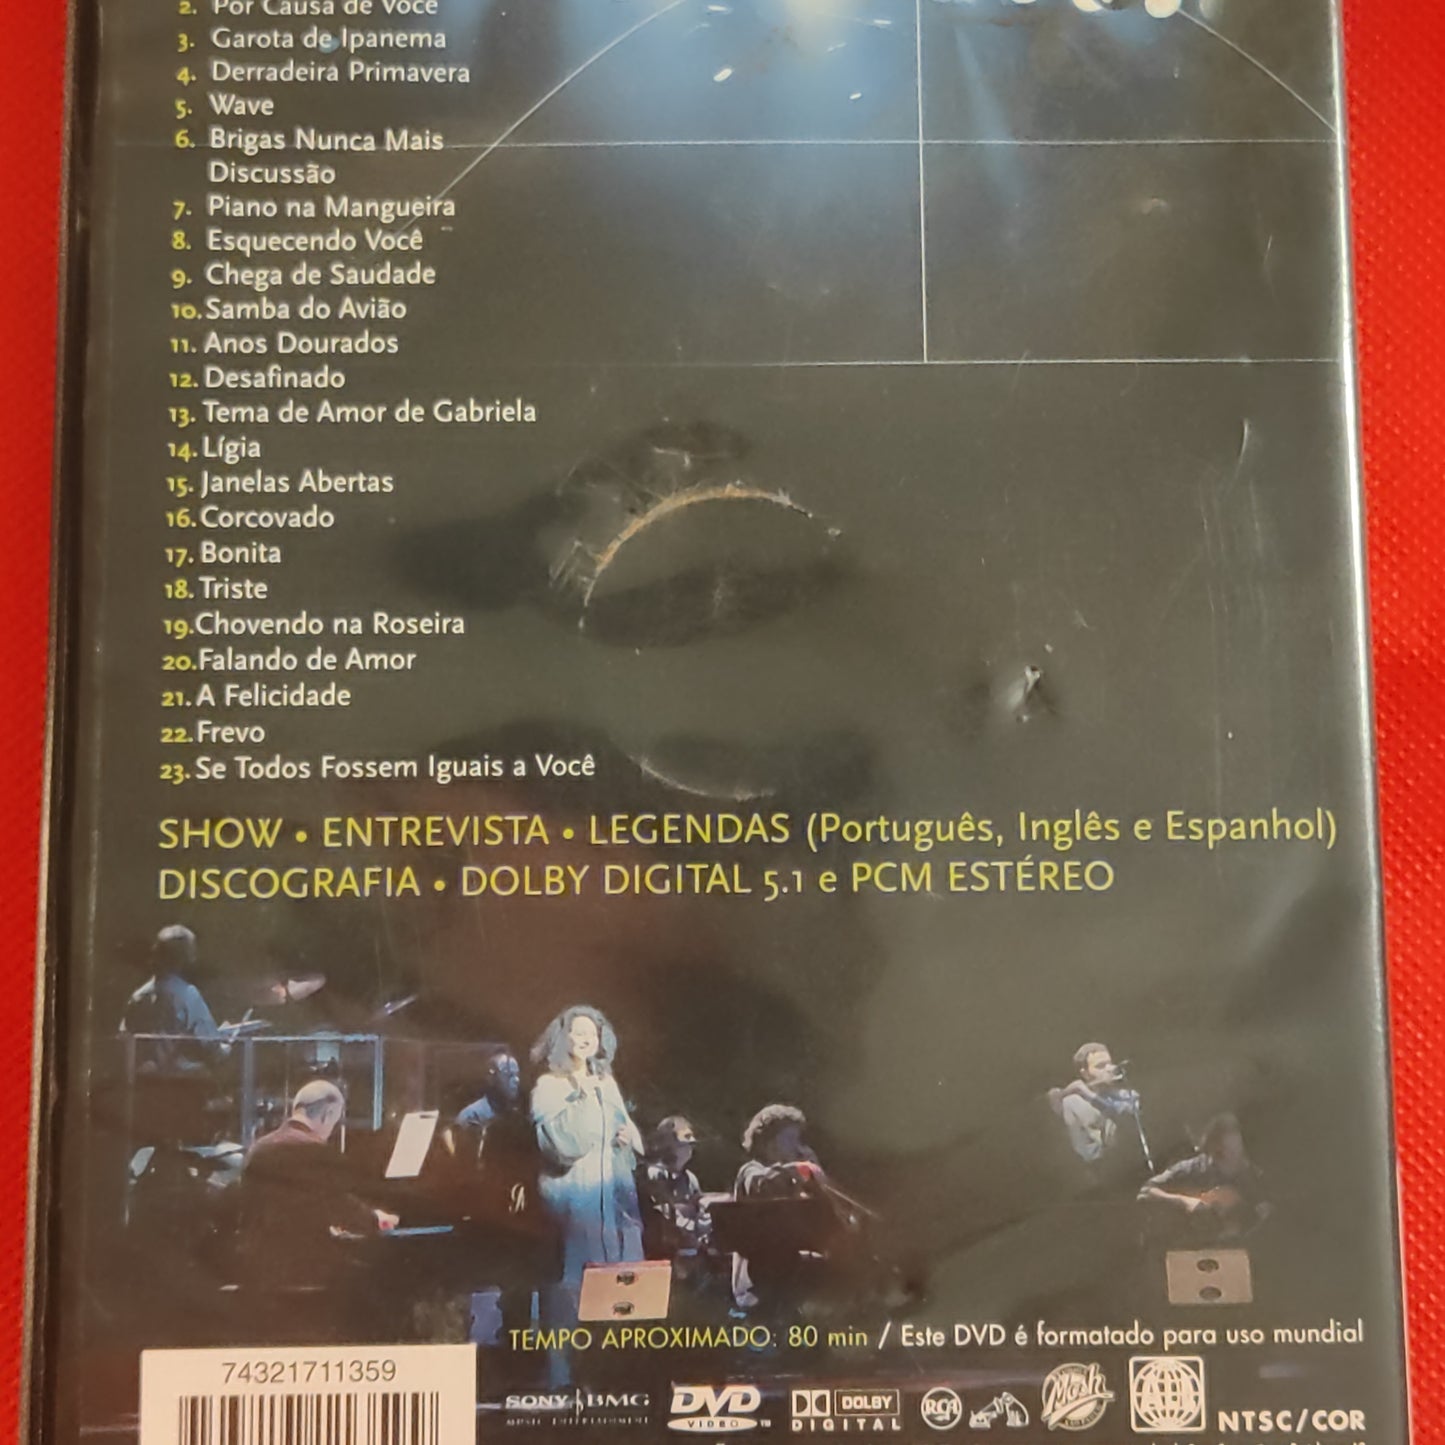 2. Por Causa de Você
3. Garota de Ipanema
4. Derradeira Primavera
5. Wave
6. Brigas Nunca Mais
Discussão
7. Piano na Mangueira
8. Esquecendo Você
9. Chega de Saudade
10. Samba do Avião
11. Anos Dourados
12. Desafinado
13. Tema de Amor de Gabriela
14. Lígia
15. Janelas Abertas
16. Corcovado
17. Bonita
18. Triste
19. Chovendo na Roseira
20. Falando de Amor
21. A Felicidade
22. Frevo
23. Se Todos Fossem Iguais a Você
SHOW • ENTREVISTA • LEGENDAS (Português, Inglês e Espanhol)
DISCOGRAFIA • DOLBY DIGITAL 5.1 e PCM ESTÉREO
TEMPO APROXIMADO: 80 min / Este DVD é formatado para uso mundial
74321711359
SONY BMG
MUSIC ENTERTAINMENT
DVD
VIDEO TM
DOLBY
DIGITAL
RCA
Mosh
NTSC/COR